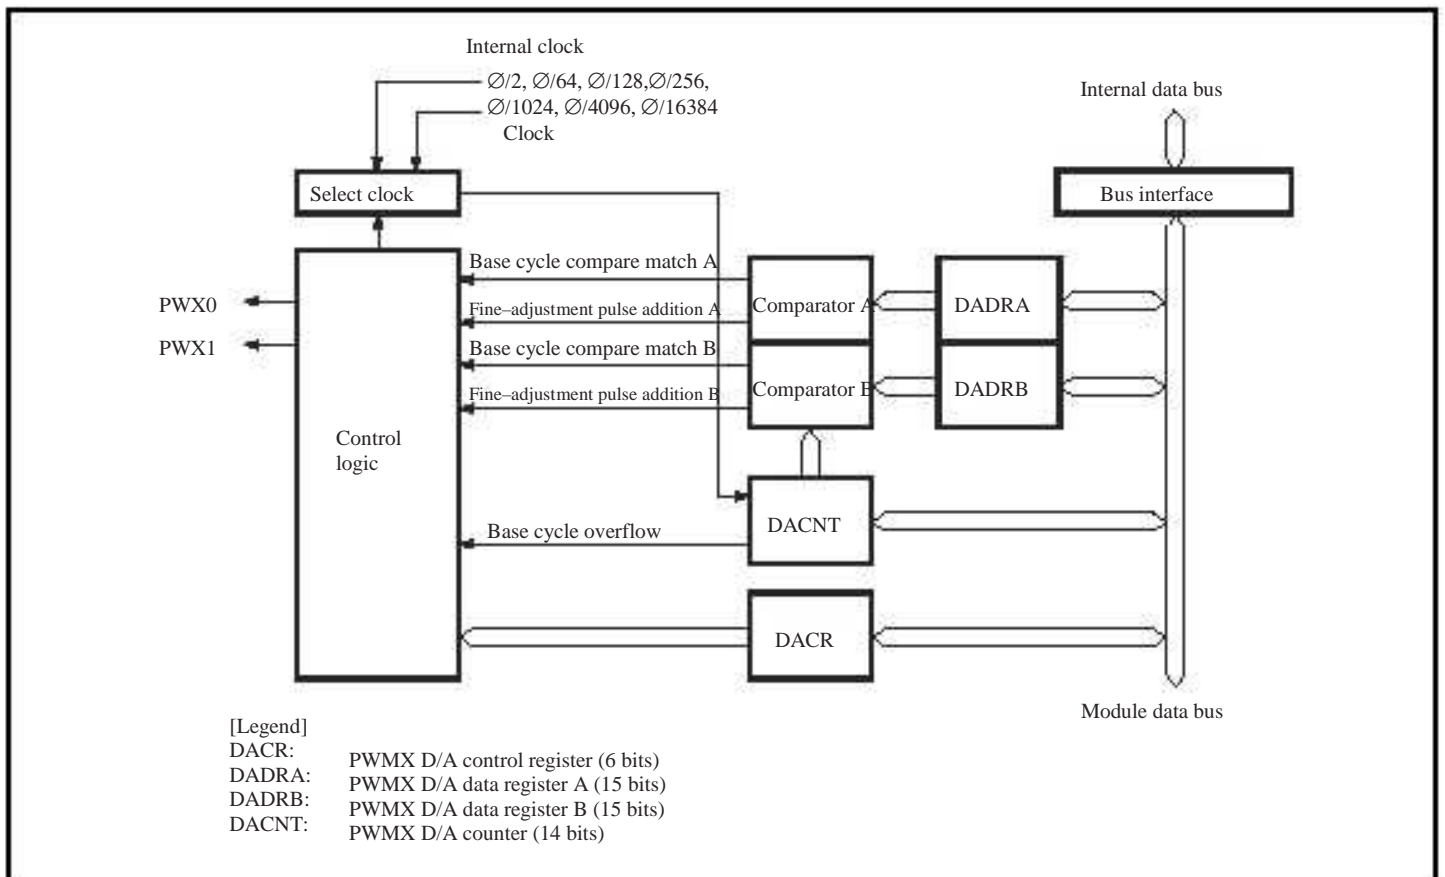 Internal clock
∅/2, ∅/64, ∅/128,∅/256,
∅/1024, ∅/4096, ∅/16384
Clock
Internal data bus
Select clock
Bus interface
Base cycle compare match A
Fine–adjustment pulse addition A
Base cycle compare match B
Fine–adjustment pulse addition B
Comparator A
DADRA
Comparator B
DADRB
PWX0
PWX1
Control
logic
DACNT
Base cycle overflow
DACR
Module data bus
[Legend]
DACR: PWMX D/A control register (6 bits)
DADRA: PWMX D/A data register A (15 bits)
DADRB: PWMX D/A data register B (15 bits)
DACNT: PWMX D/A counter (14 bits)